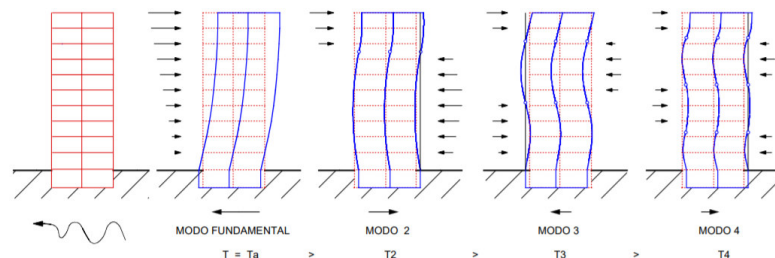 MODO FUNDAMENTAL MODO 2 MODO 3 MODO 4
T = Ta > T2 > T3 > T4